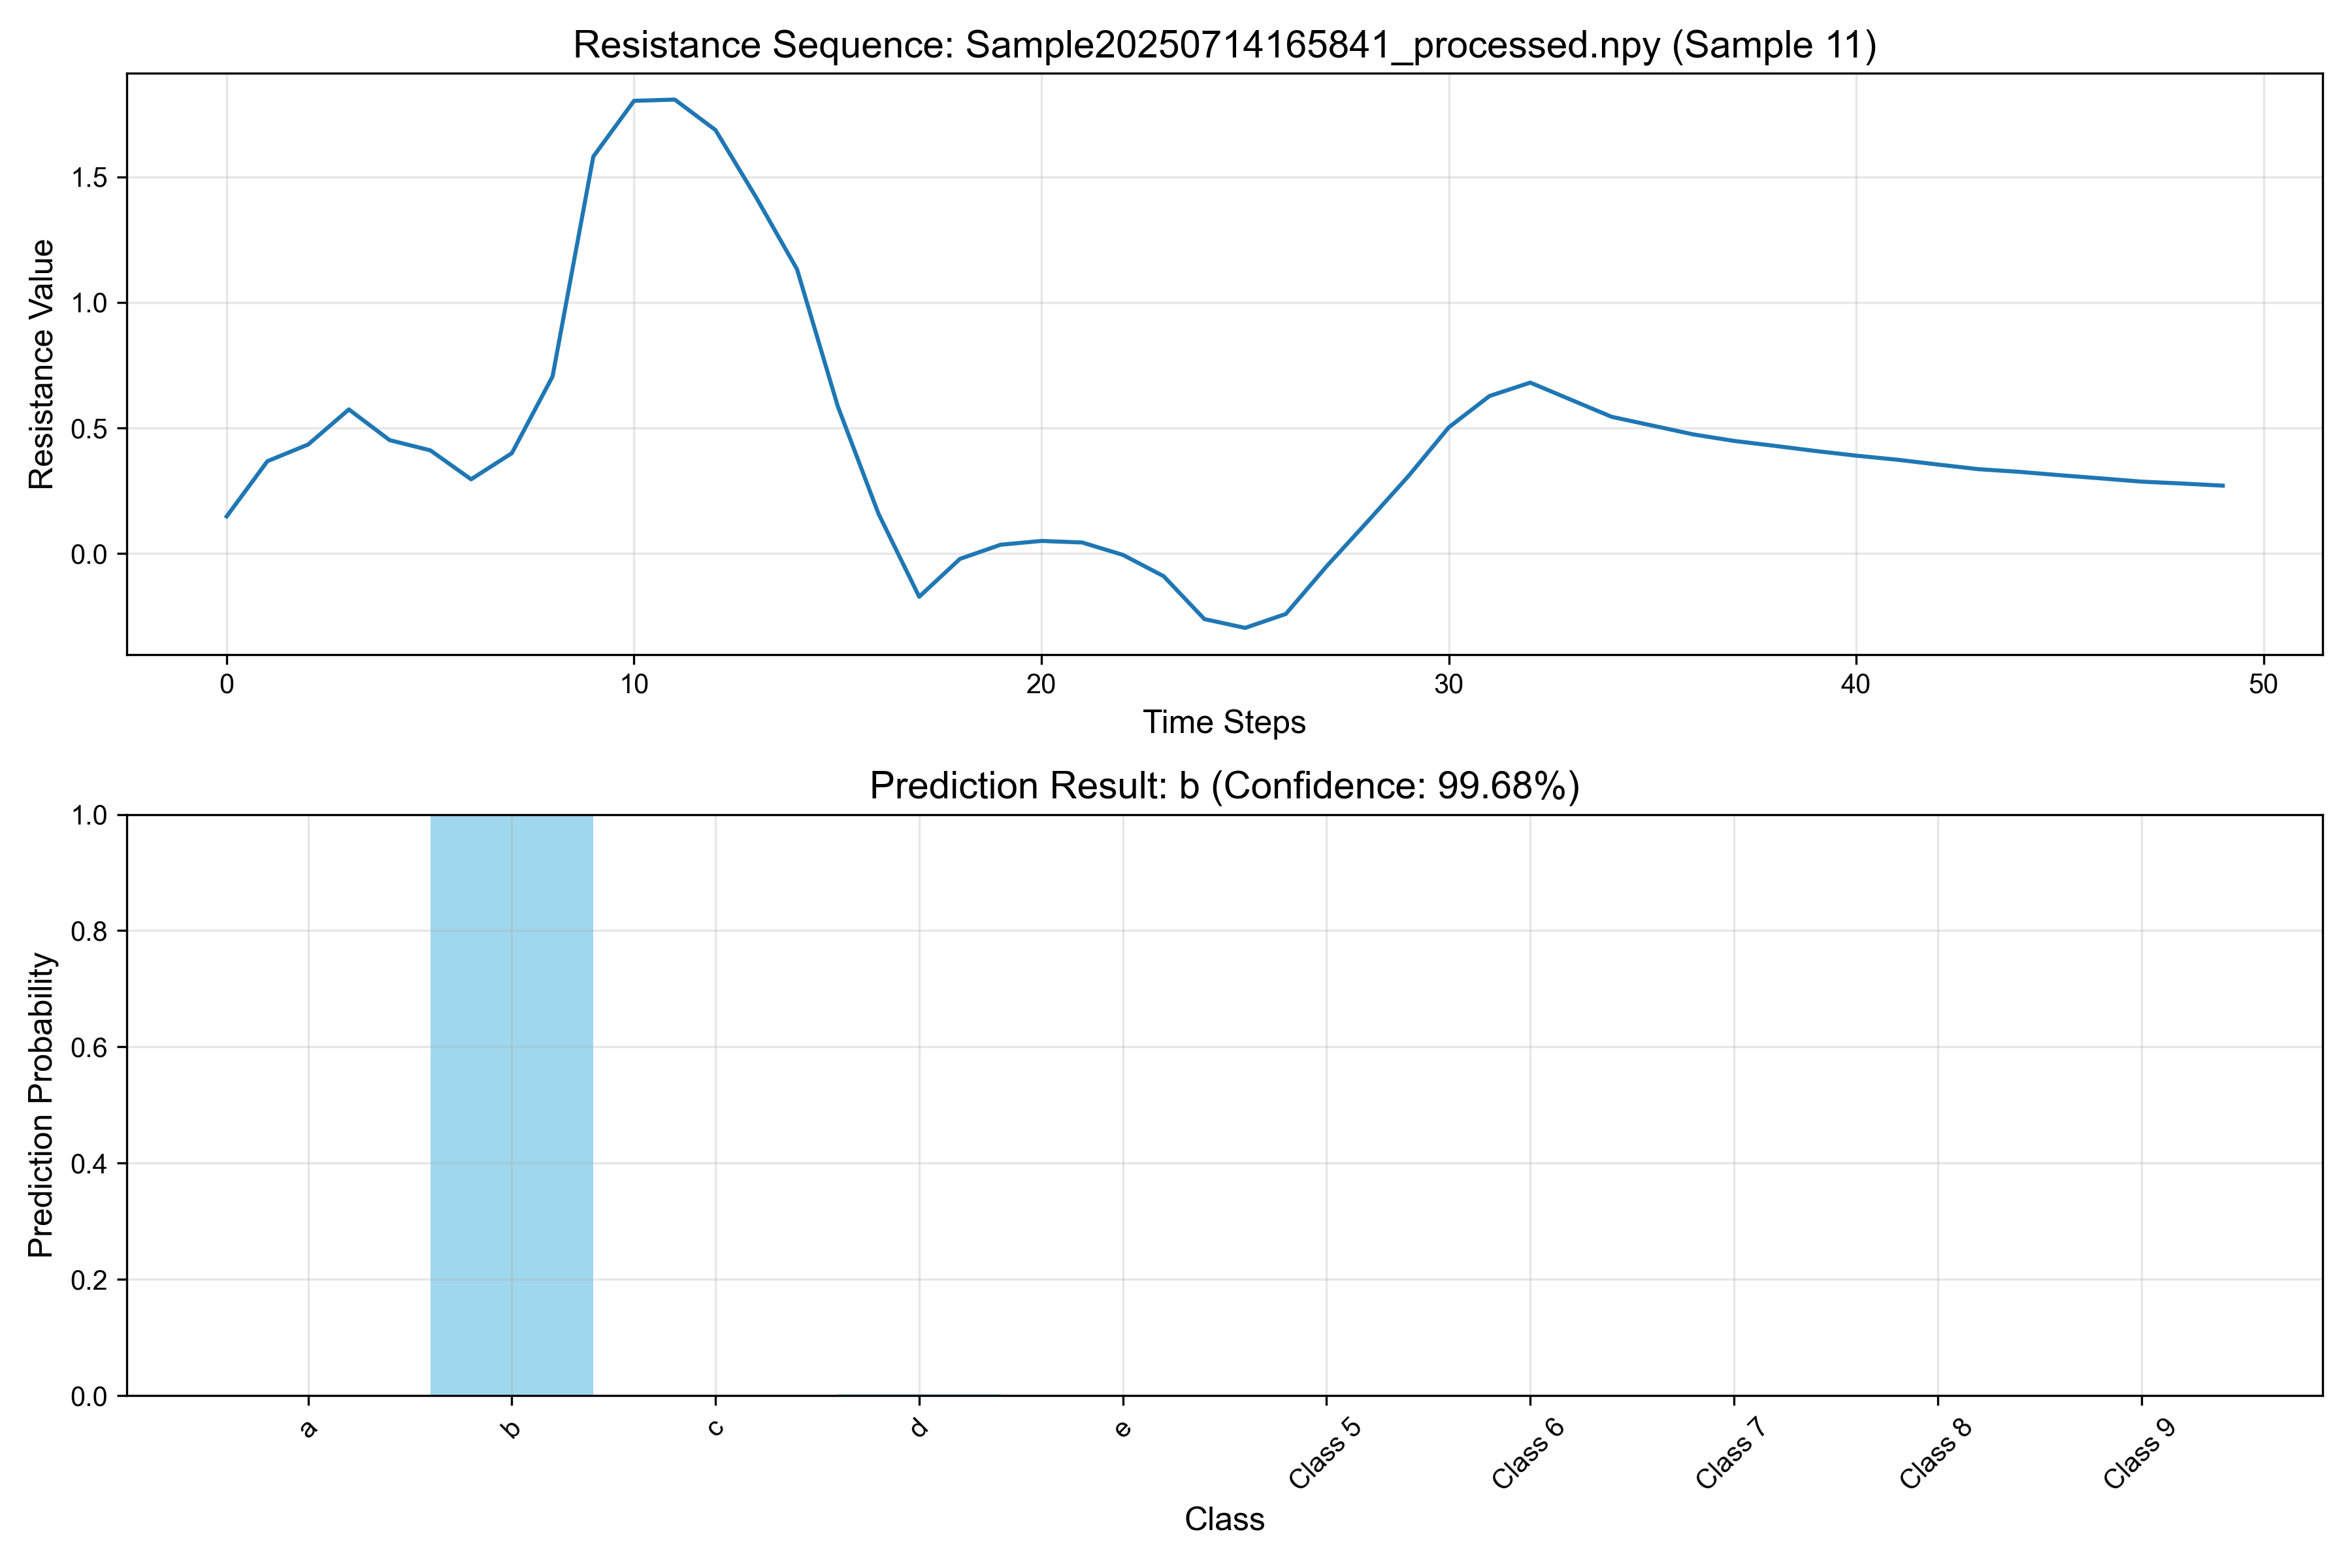 Resistance Sequence: Sample20250714165841_processed.npy (Sample 11)
Resistance Value
1.5
1.0
0.5
0.0
0 10 20 30 40 50
Time Steps
Prediction Result: b (Confidence: 99.68%)
Prediction Probability
1.0
0.8
0.6
0.4
0.2
0.0
a b c d e Class 5 Class 6 Class 7 Class 8 Class 9
Class